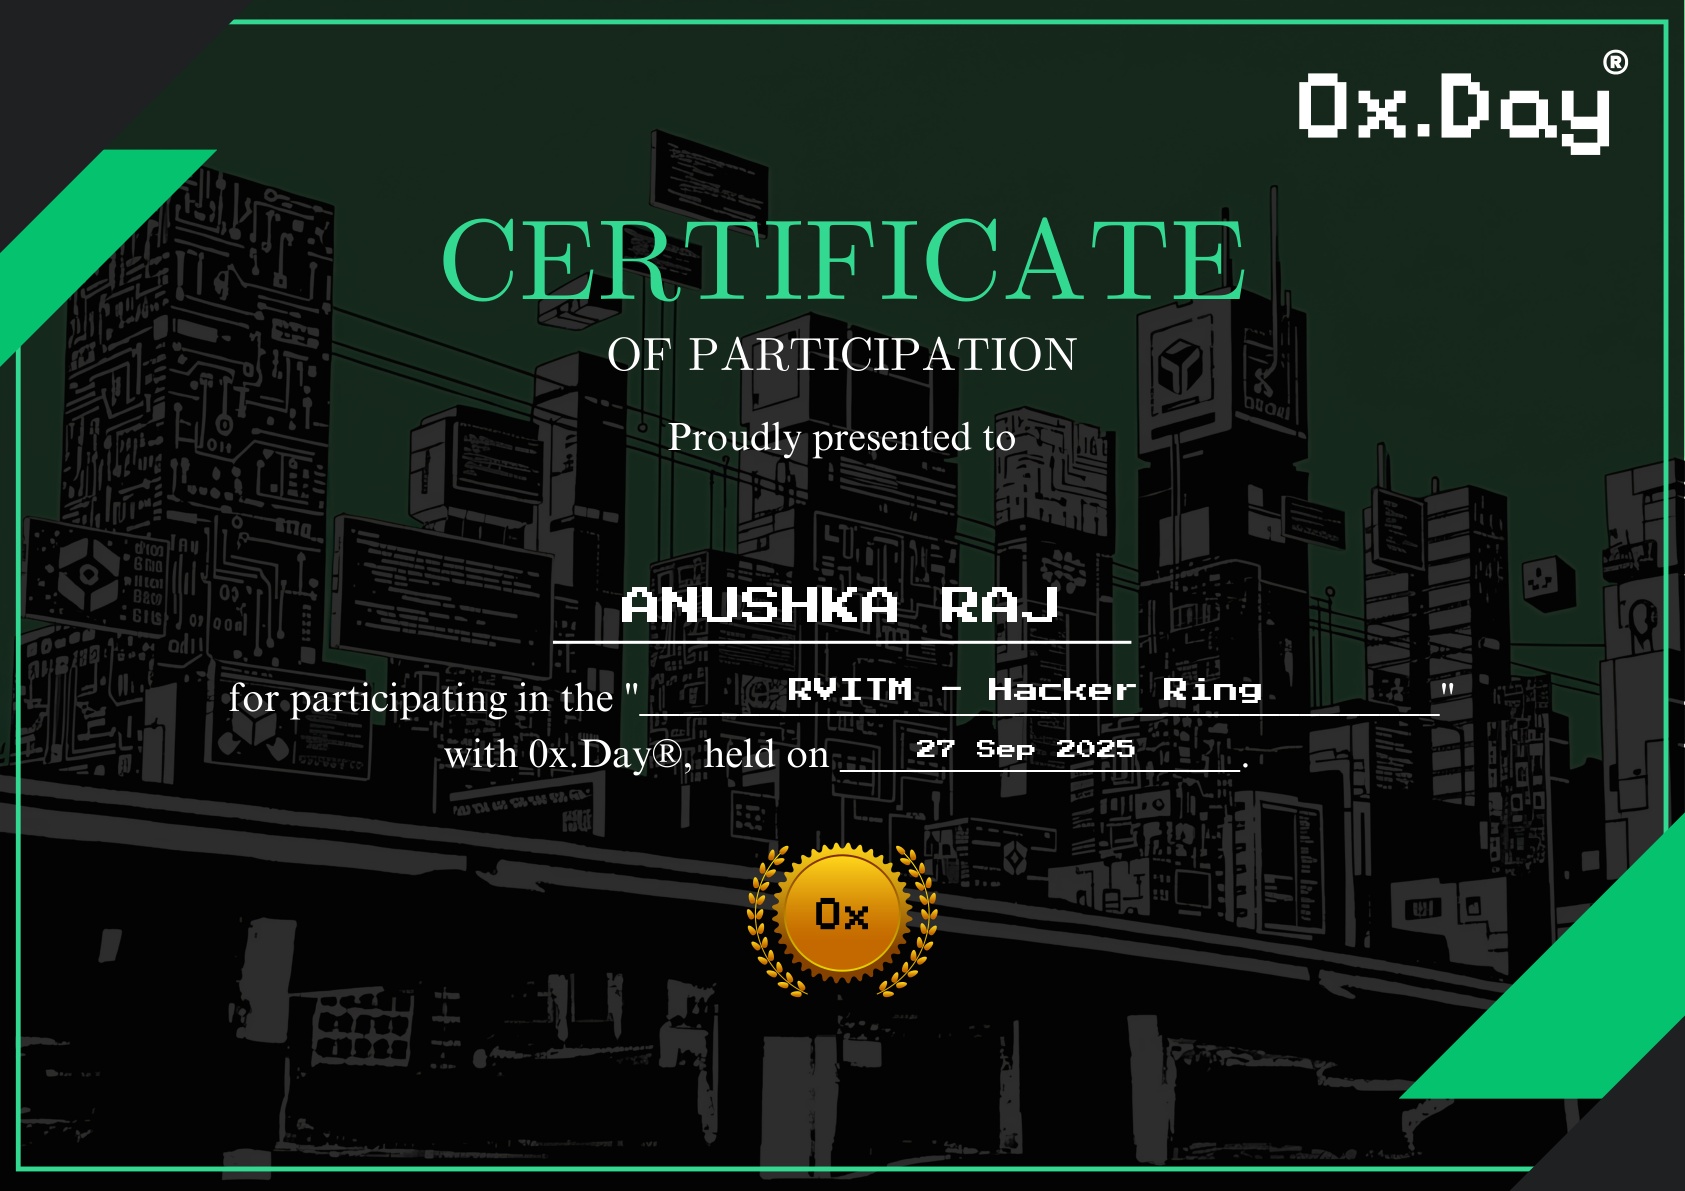 0x.Day®
CERTIFICATE
OF PARTICIPATION
Proudly presented to
ANUSHKA RAJ
for participating in the "RVITM - Hacker Ring"
with 0x.Day®, held on 27 Sep 2025.
0x